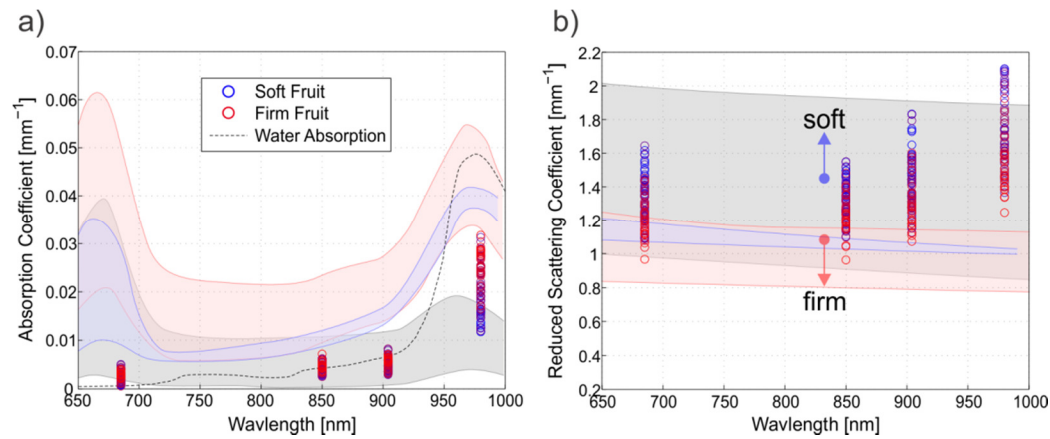 a)
Absorption Coefficient [mm⁻¹]
0.07
0.06
0.05
0.04
0.03
0.02
0.01
0
Soft Fruit
Firm Fruit
Water Absorption
650 700 750 800 850 900 950 1000
Wavlength [nm]
b)
Reduced Scattering Coefficient [mm⁻¹]
2.2
2
1.8
1.6
1.4
1.2
1
0.8
0.6
0.4
0.2
soft
firm
650 700 750 800 850 900 950 1000
Wavlength [nm]